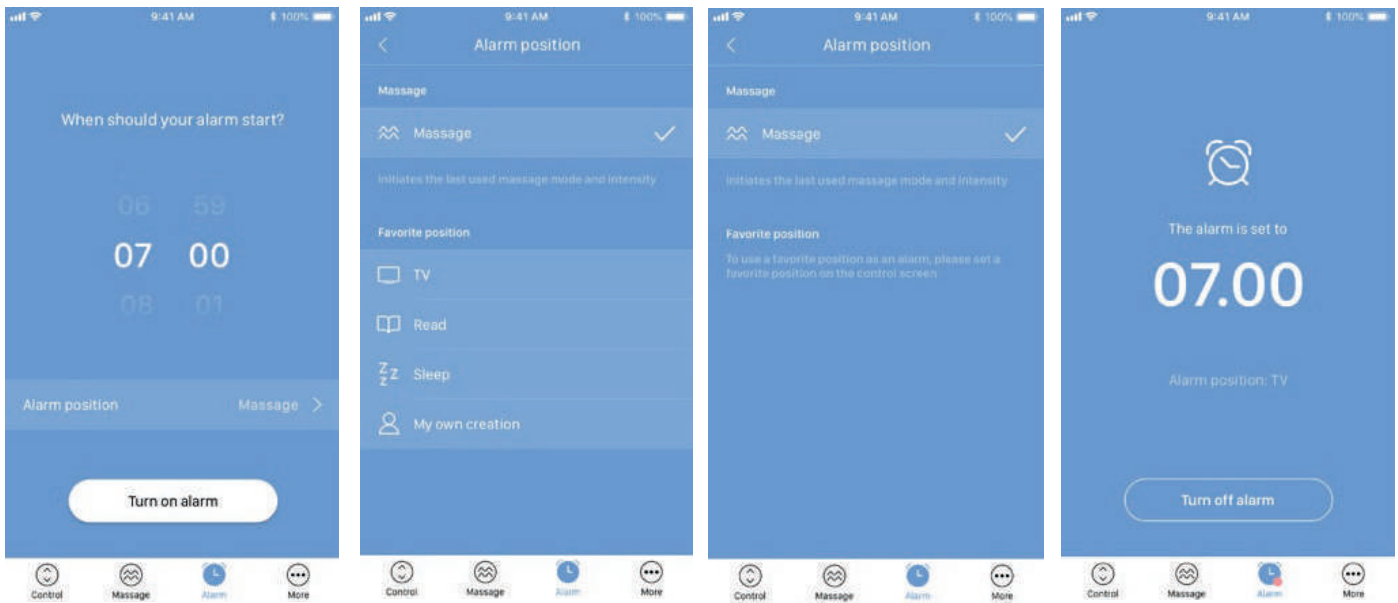 9:41 AM
100%
When should your alarm start?
06 59
07 00
08 01
Alarm position
Massage
Turn on alarm
Control
Massage
Alarm
More
9:41 AM
100%
Alarm position
Massage
Massage
Initiates the last used massage mode and intensity
Favorite position
TV
Read
Sleep
My own creation
Control
Massage
Alarm
More
9:41 AM
100%
Alarm position
Massage
Massage
Initiates the last used massage mode and intensity
Favorite position
To use a favorite position as an alarm, please set a
favorite position on the control screen
Control
Massage
Alarm
More
9:41 AM
100%
The alarm is set to
07.00
Alarm position: TV
Turn off alarm
Control
Massage
Alarm
More